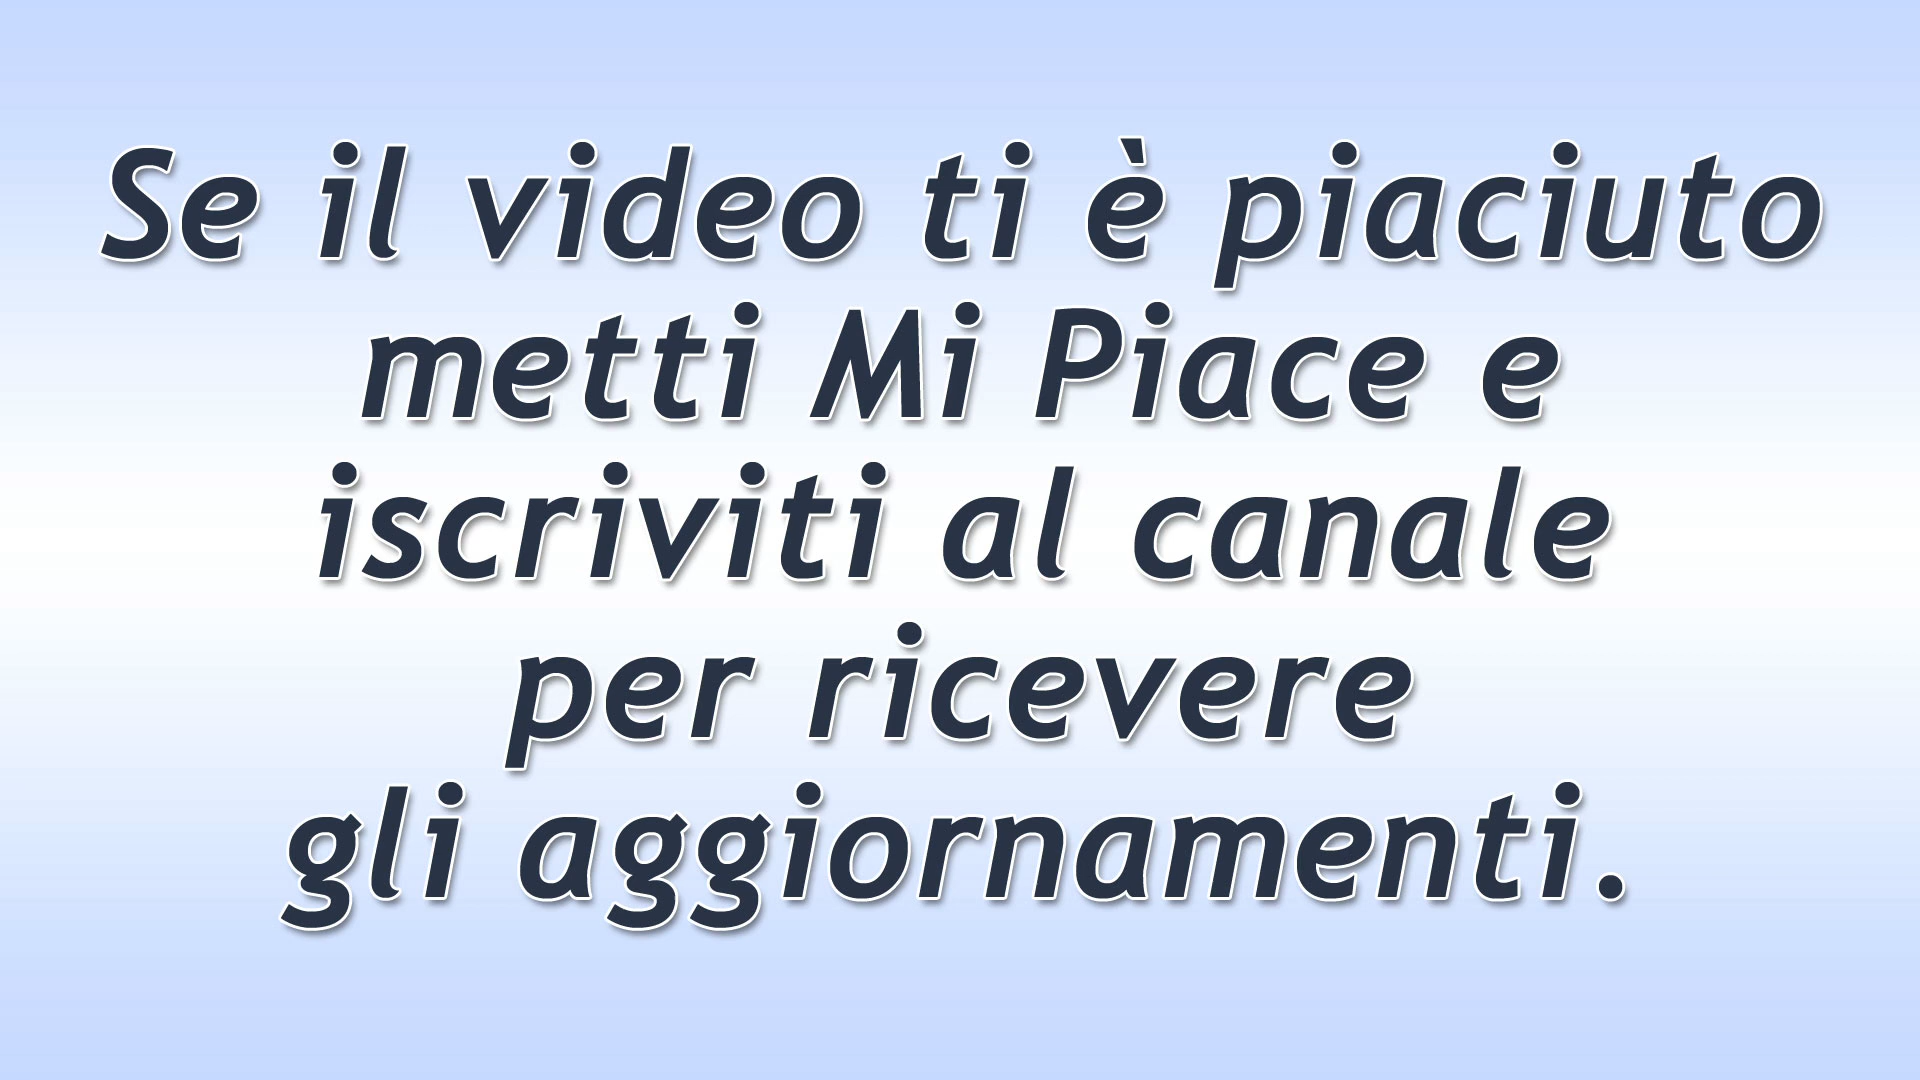 Se il video ti è piaciuto
metti Mi Piace e
iscriviti al canale
per ricevere
gli aggiornamenti.